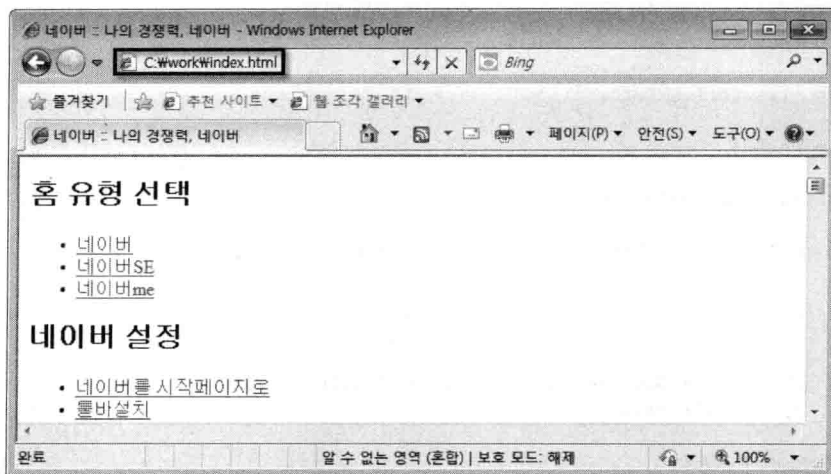 네이버 :: 나의 경쟁력, 네이버 - Windows Internet Explorer
C:₩work₩index.html
Bing
즐겨찾기 추천 사이트 웹 조각 갤러리
네이버 :: 나의 경쟁력, 네이버 페이지(P) 안전(S) 도구(O)
홈 유형 선택
• 네이버
• 네이버SE
• 네이버me
네이버 설정
• 네이버를 시작페이지로
• 툴바설치
완료 알 수 없는 영역 (혼합) | 보호 모드: 해제 100%